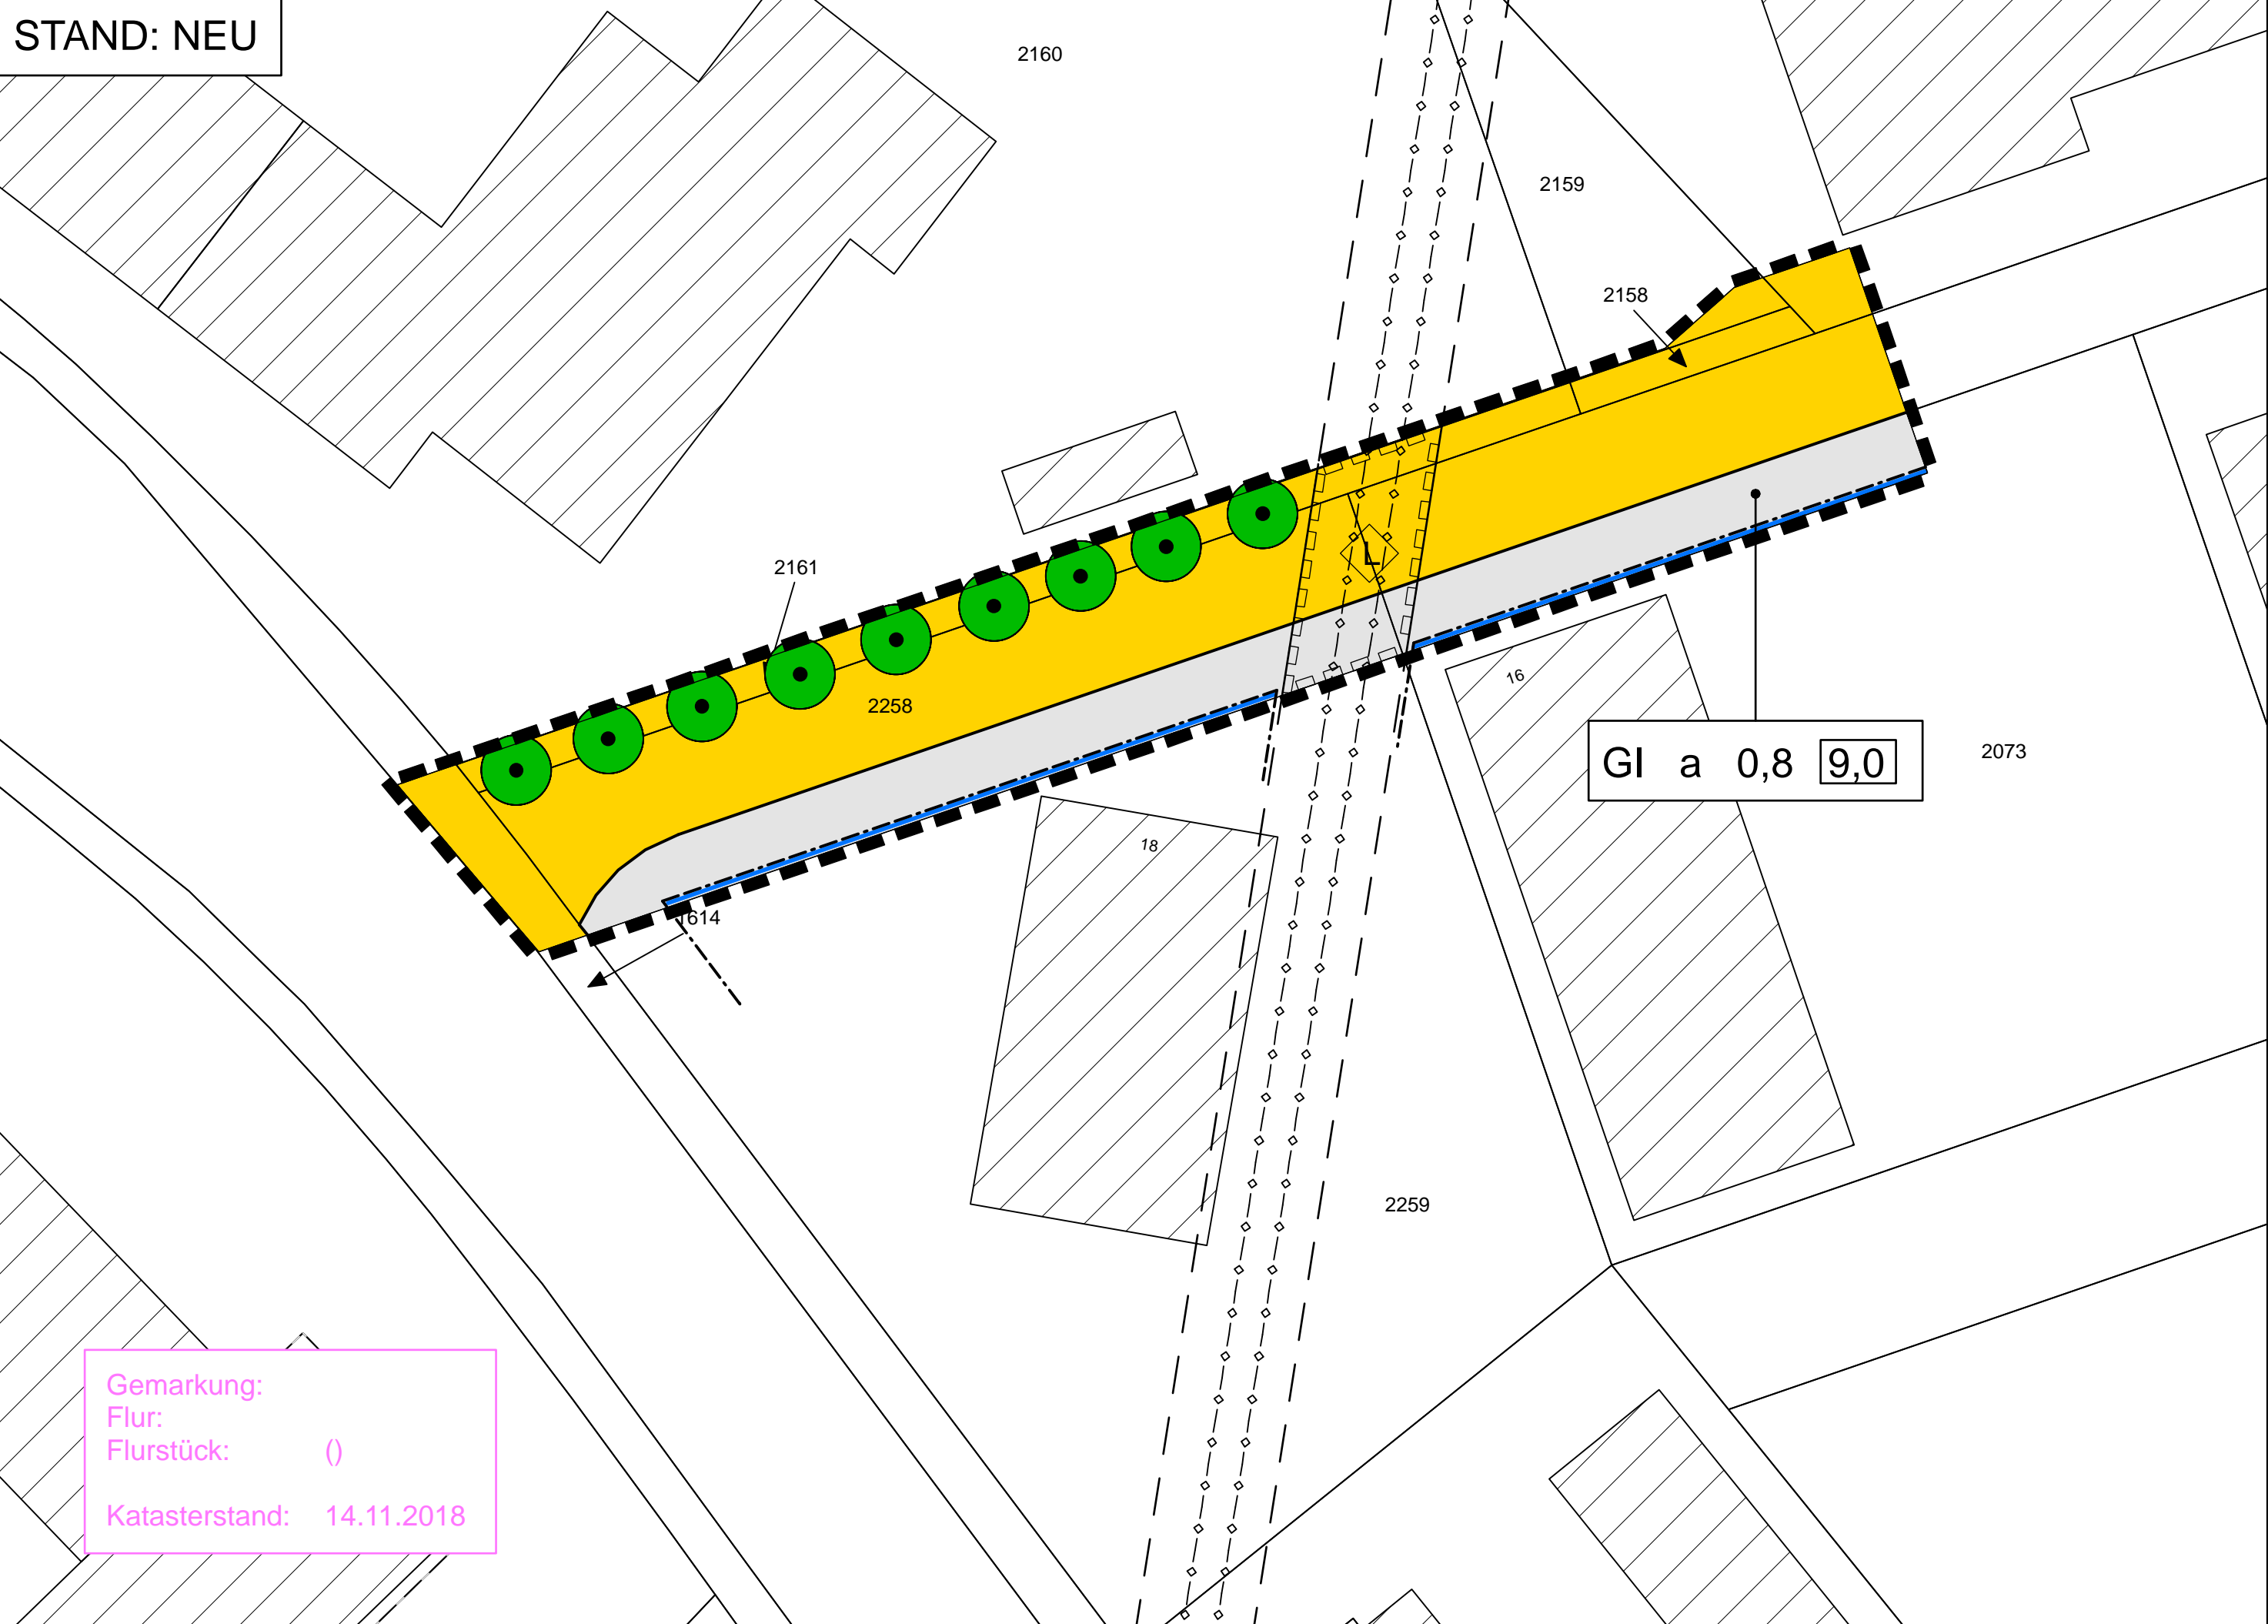 STAND: NEU
2160
2159
2158
2161
2258
L
16
GI a 0,8 9,0
2073
18
1614
2259
Gemarkung:
Flur:
Flurstück: ()
Katasterstand: 14.11.2018